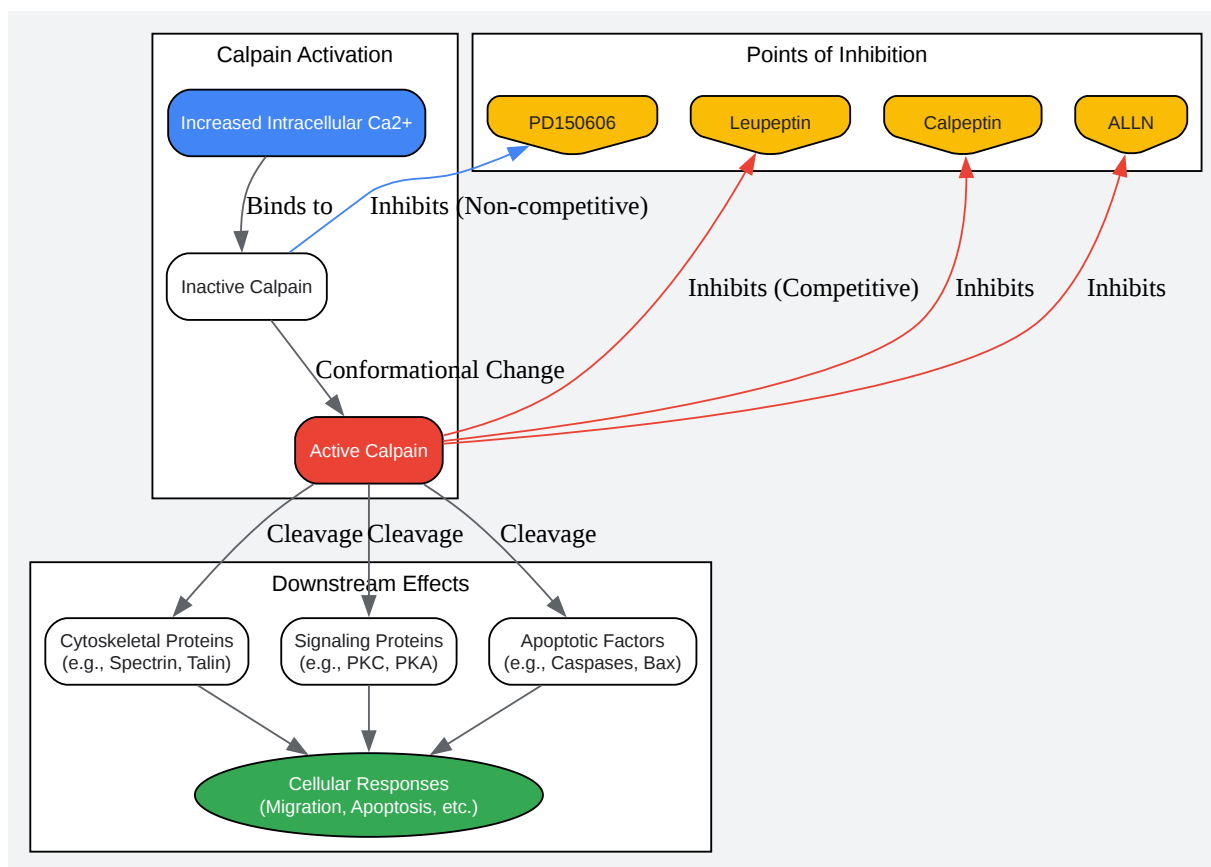 Calpain Activation
Points of Inhibition
Increased Intracellular Ca2+
PD150606
Leupeptin
Calpeptin
ALLN
Binds to
Inhibits (Non-competitive)
Inactive Calpain
Inhibits (Competitive)
Inhibits
Inhibits
Conformational Change
Active Calpain
Cleavage
Cleavage
Cleavage
Downstream Effects
Cytoskeletal Proteins
(e.g., Spectrin, Talin)
Signaling Proteins
(e.g., PKC, PKA)
Apoptotic Factors
(e.g., Caspases, Bax)
Cellular Responses
(Migration, Apoptosis, etc.)